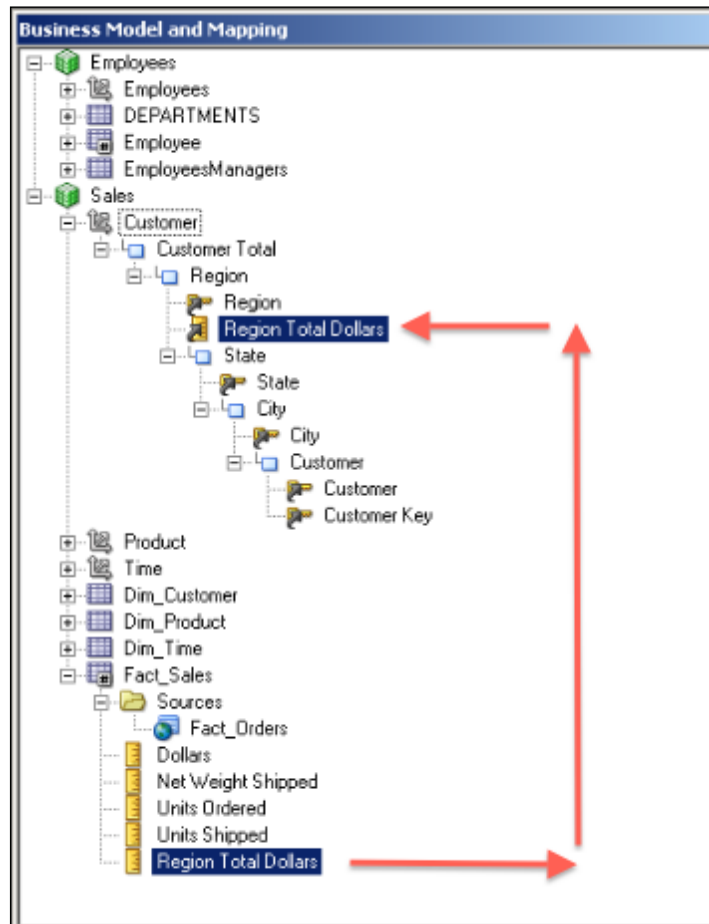 Business Model and Mapping
Employees
Employees
DEPARTMENTS
Employee
EmployeesManagers
Sales
Customer
Customer Total
Region
Region
Region Total Dollars
State
State
City
City
Customer
Customer
Customer Key
Product
Time
Dim_Customer
Dim_Product
Dim_Time
Fact_Sales
Sources
Fact_Orders
Dollars
Net Weight Shipped
Units Ordered
Units Shipped
Region Total Dollars